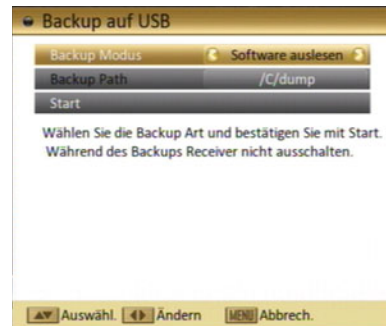 Backup auf USB
Backup Modus Software auslesen
Backup Path /C/dump
Start
Wählen Sie die Backup Art und bestätigen Sie mit Start.
Während des Backups Receiver nicht ausschalten.
Auswähl. Ändern MENU Abbrech.